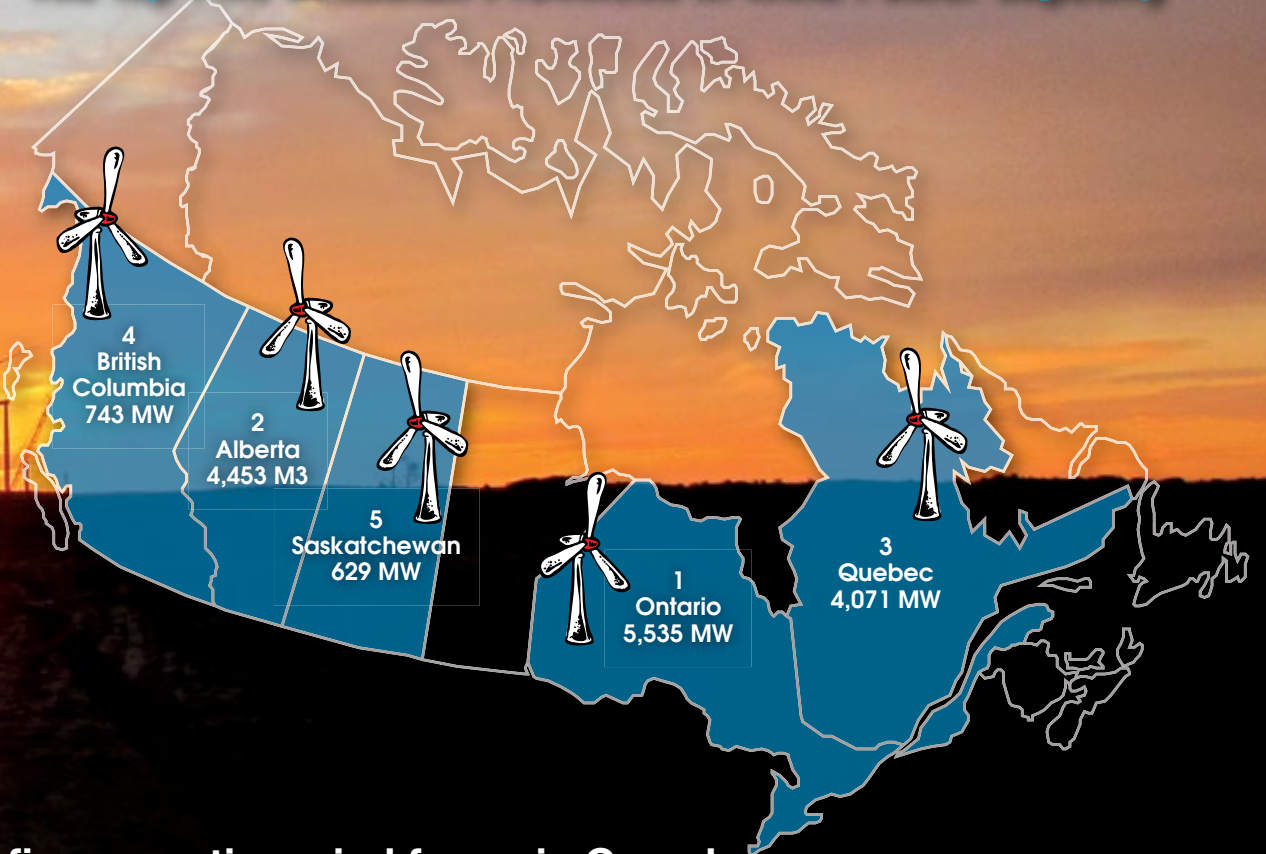 4
British
Columbia
743 MW
2
Alberta
4,453 M3
5
Saskatchewan
629 MW
1
Ontario
5,535 MW
3
Quebec
4,071 MW